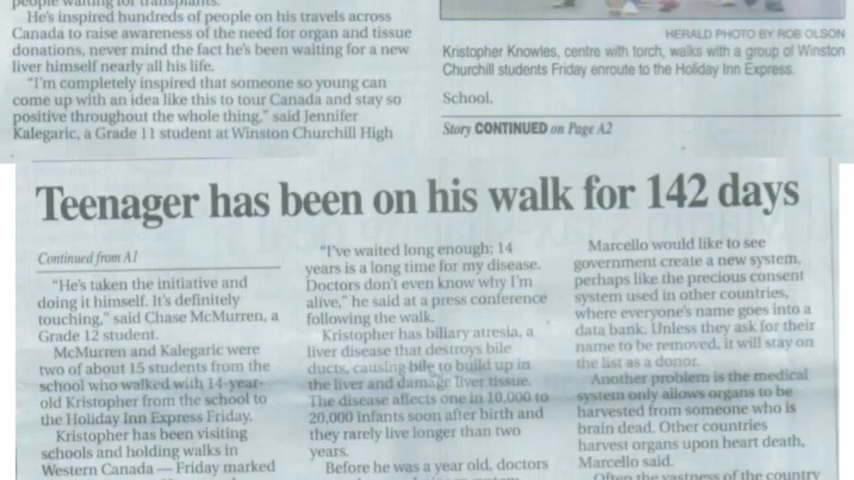 people waiting for transplants.
He's inspired hundreds of people on his travels across
Canada to raise awareness of the need for organ and tissue
donations, never mind the fact he's been waiting for a new
liver himself nearly all his life.
"I'm completely inspired that someone so young can
come up with an idea like this to tour Canada and stay so
positive throughout the whole thing," said Jennifer
Kalegaric, a Grade 11 student at Winston Churchill High
HERALD PHOTO BY ROB OLSON
Kristopher Knowles, centre with torch, walks with a group of Winston
Churchill students Friday enroute to the Holiday Inn Express.
School.
Story CONTINUED on Page A2
Teenager has been on his walk for 142 days
Continued from A1
"He's taken the initiative and
doing it himself. It's definitely
touching," said Chase McMurren, a
Grade 12 student.
McMurren and Kalegaric were
two of about 15 students from the
school who walked with 14-year-
old Kristopher from the school to
the Holiday Inn Express Friday.
Kristopher has been visiting
schools and holding walks in
Western Canada — Friday marked
"I've waited long enough; 14
years is a long time for my disease.
Doctors don't even know why I'm
alive," he said at a press conference
following the walk.
Kristopher has biliary atresia, a
liver disease that destroys bile
ducts, causing bile to build up in
the liver and damage liver tissue.
The disease affects one in 10,000 to
20,000 infants soon after birth and
they rarely live longer than two
years.
Before he was a year old, doctors
Marcello would like to see
government create a new system,
perhaps like the precious consent
system used in other countries,
where everyone's name goes into a
data bank. Unless they ask for their
name to be removed, it will stay on
the list as a donor.
Another problem is the medical
system only allows organs to be
harvested from someone who is
brain dead. Other countries
harvest organs upon heart death,
Marcello said.
Often the vastness of the country